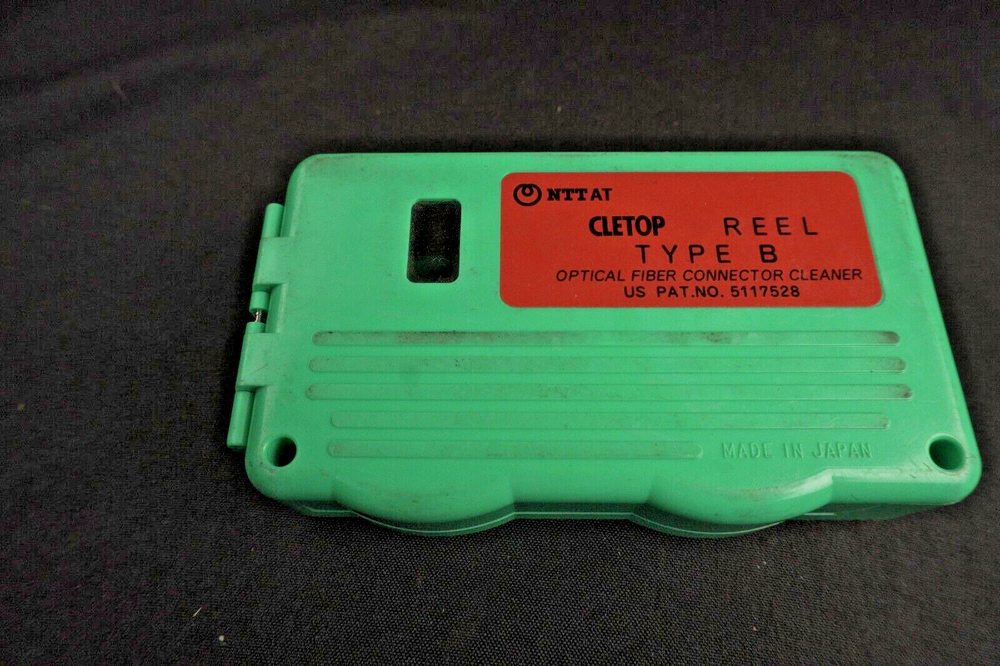 NTT AT
CLETOP REEL
TYPE B
OPTICAL FIBER CONNECTOR CLEANER
US PAT.NO. 5117528
MADE IN JAPAN